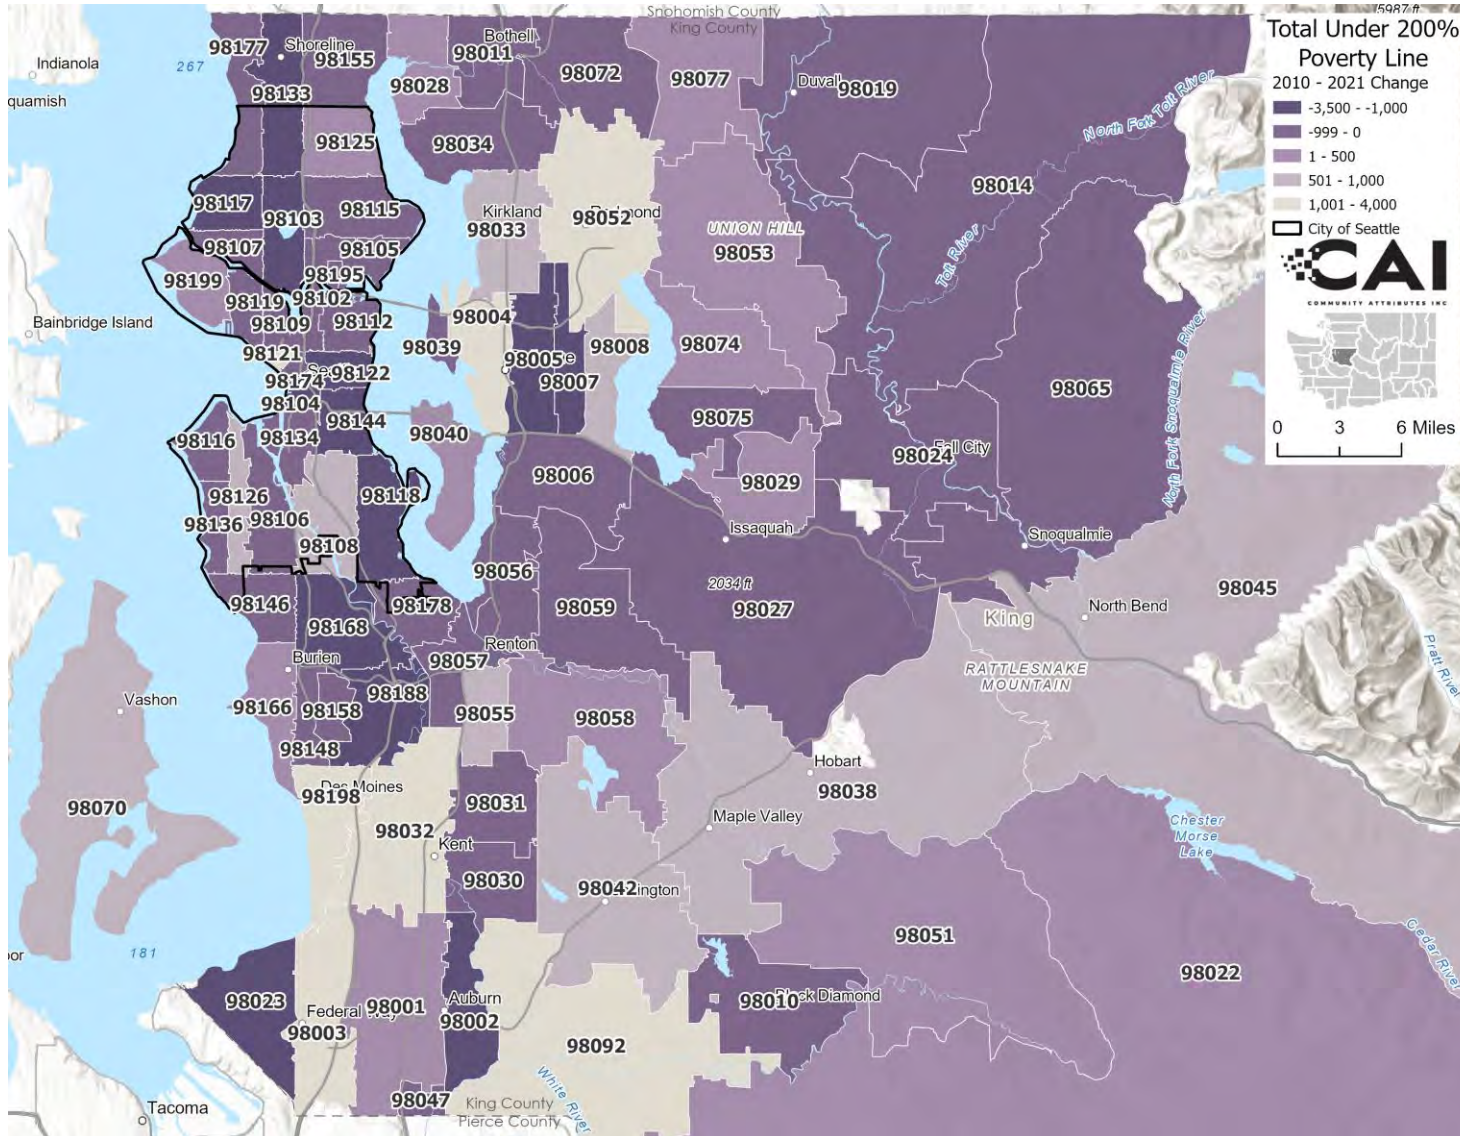 Snohomish County
King County
5987 ft
Total Under 200%
Poverty Line
2010 - 2021 Change
-3,500 - -1,000
-999 - 0
1 - 500
501 - 1,000
1,001 - 4,000
City of Seattle
CAI
COMMUNITY ATTRIBUTES INC
0 3 6 Miles
Indianola
quamish
267
98177
Shoreline
98155
Bothell
98011
98028
98072
98077
Duvall
98019
North Fork Tolt River
98133
98125
98034
98014
98117
98103
98115
Kirkland
98033
98052
UNION HILL
98053
Tolt River
98107
98105
98199
98195
98119
98102
98109
98112
98004
98039
98008
98074
Bainbridge Island
98121
98005
98007
98065
North Fork Snoqualmie River
98174
98122
98104
98144
98040
98075
98116
98134
98024
Fall City
98006
98029
98126
98118
98136
98106
Issaquah
Snoqualmie
98108
98056
2034 ft
98027
98045
98146
98178
98059
North Bend
King
98168
Renton
Burien
98057
RATTLESNAKE
MOUNTAIN
Pratt River
98188
Vashon
98166
98158
98055
98058
98148
Hobart
Des Moines
98198
98031
98038
98070
98032
Maple Valley
Chester
Morse
Lake
Kent
98030
98042
ington
98051
Cedar River
or
181
98022
98023
98001
Auburn
98010
Black Diamond
Federal Way
98002
98003
98092
White River
98047
King County
Pierce County
Tacoma